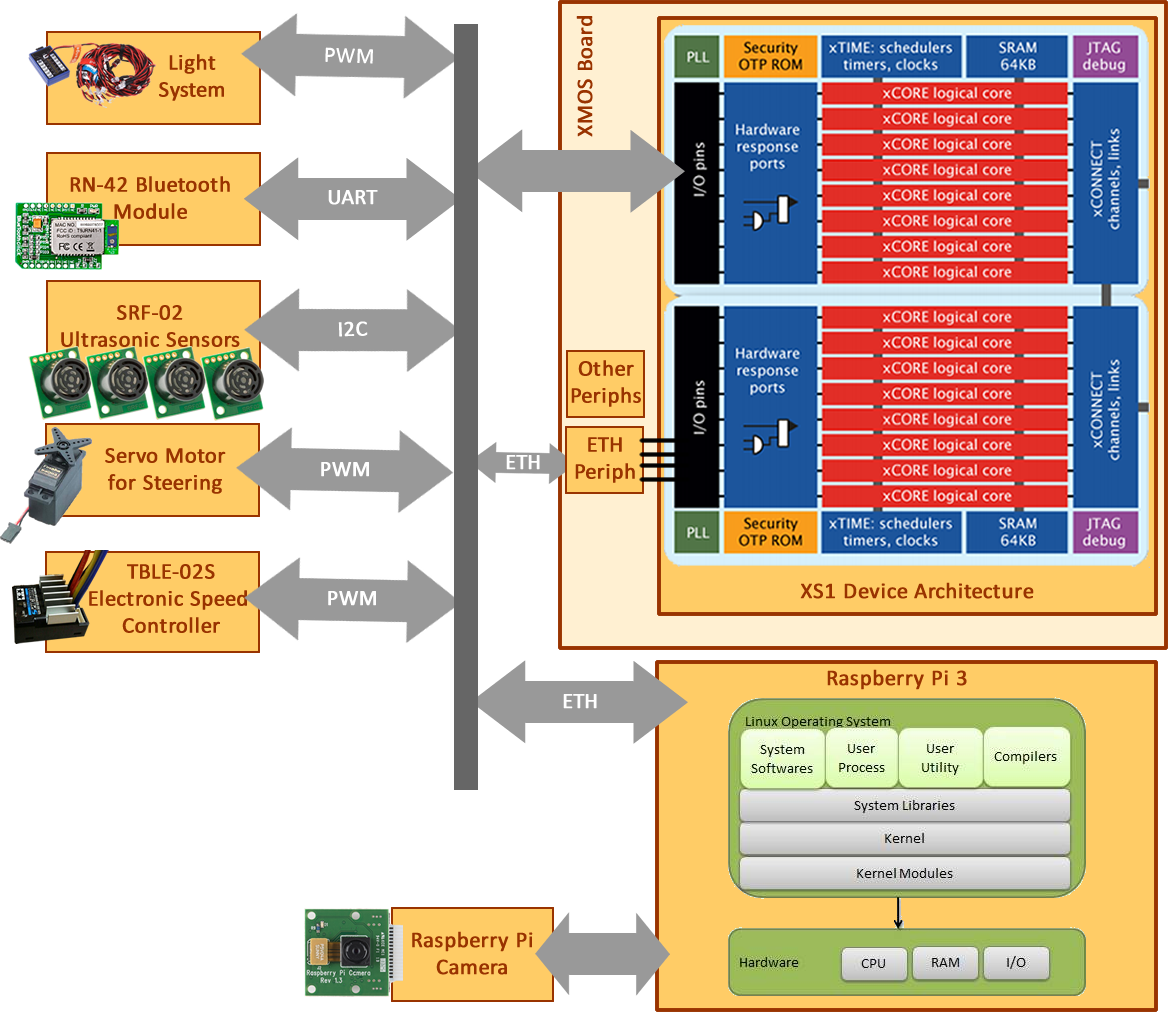 Light
System
PWM
RN-42 Bluetooth
Module
UART
SRF-02
Ultrasonic Sensors
I2C
Servo Motor
for Steering
PWM
TBLE-02S
Electronic Speed
Controller
PWM
ETH
ETH
XMOS Board
Other
Periphs
ETH
Periph
PLL
Security
OTP ROM
xTIME: schedulers
timers, clocks
SRAM
64KB
JTAG
debug
I/O pins
Hardware
response
ports
xCORE logical core
xCORE logical core
xCORE logical core
xCORE logical core
xCORE logical core
xCORE logical core
xCORE logical core
xCORE logical core
xCONNECT
channels, links
I/O pins
Hardware
response
ports
xCORE logical core
xCORE logical core
xCORE logical core
xCORE logical core
xCORE logical core
xCORE logical core
xCORE logical core
xCORE logical core
xCONNECT
channels, links
PLL
Security
OTP ROM
xTIME: schedulers
timers, clocks
SRAM
64KB
JTAG
debug
XS1 Device Architecture
Raspberry Pi 3
Linux Operating System
System
Softwares
User
Process
User
Utility
Compilers
System Libraries
Kernel
Kernel Modules
Hardware
CPU
RAM
I/O
Raspberry Pi
Camera
Raspberry Pi Camera
Rev 1.3